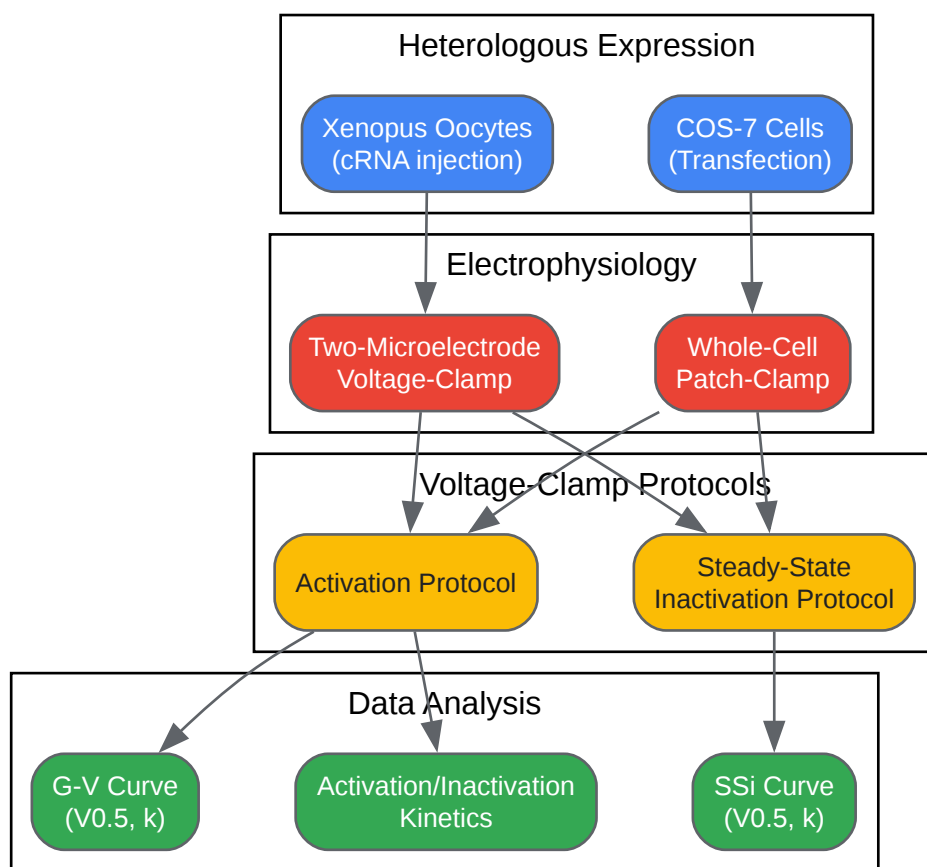 Heterologous Expression
Xenopus Oocytes
(cRNA injection)
COS-7 Cells
(Transfection)
Electrophysiology
Two-Microelectrode
Voltage-Clamp
Whole-Cell
Patch-Clamp
Voltage-Clamp Protocols
Activation Protocol
Steady-State
Inactivation Protocol
Data Analysis
G-V Curve
(V0.5, k)
Activation/Inactivation
Kinetics
SSi Curve
(V0.5, k)